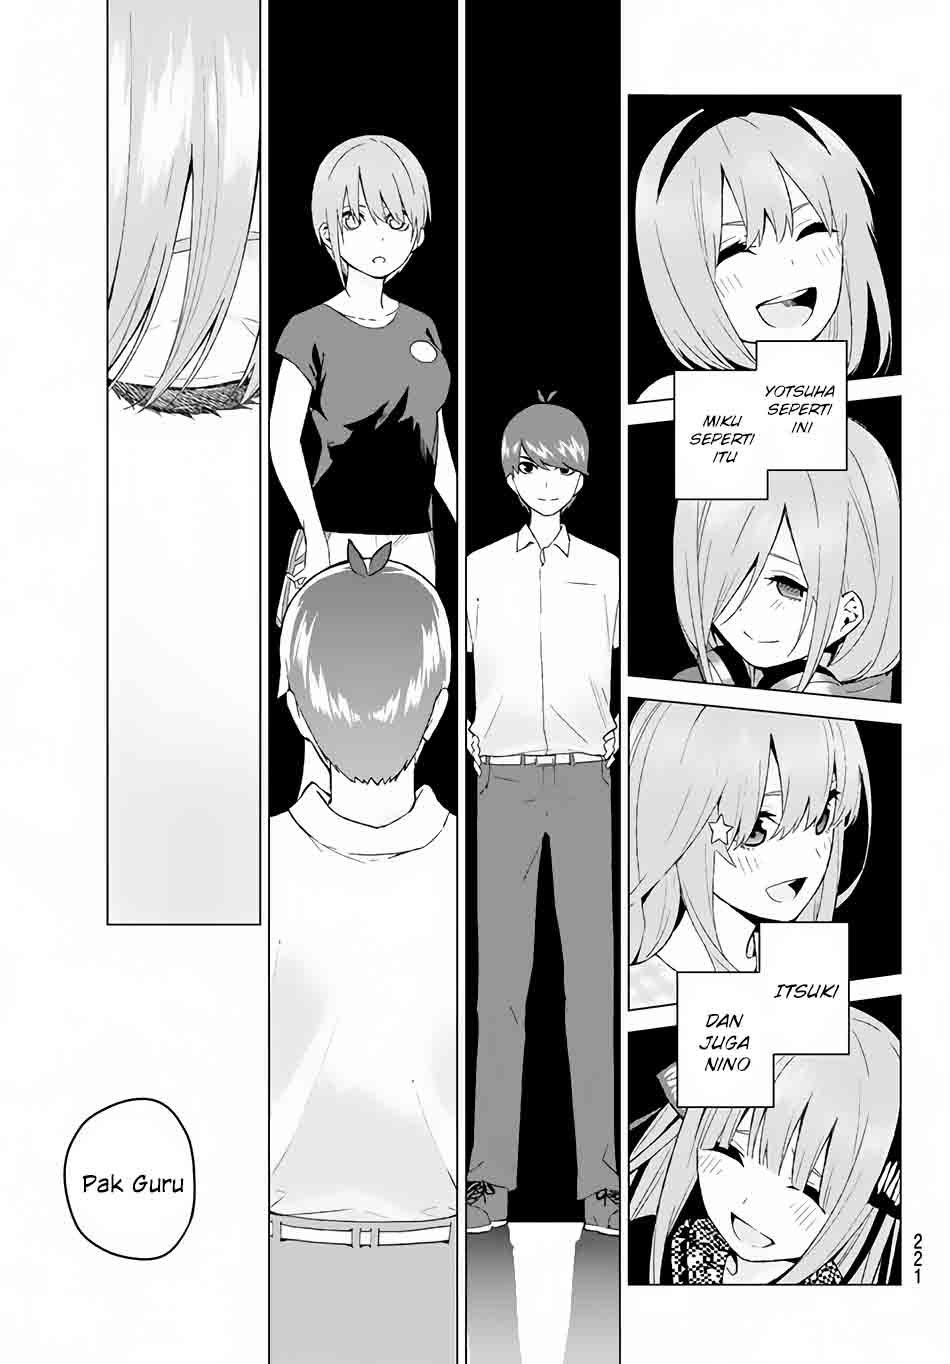 YOTSUHA
SEPERTI
INI
MIKU
SEPERTI
ITU
ITSUKI
DAN
JUGA
NINO
Pak Guru
221